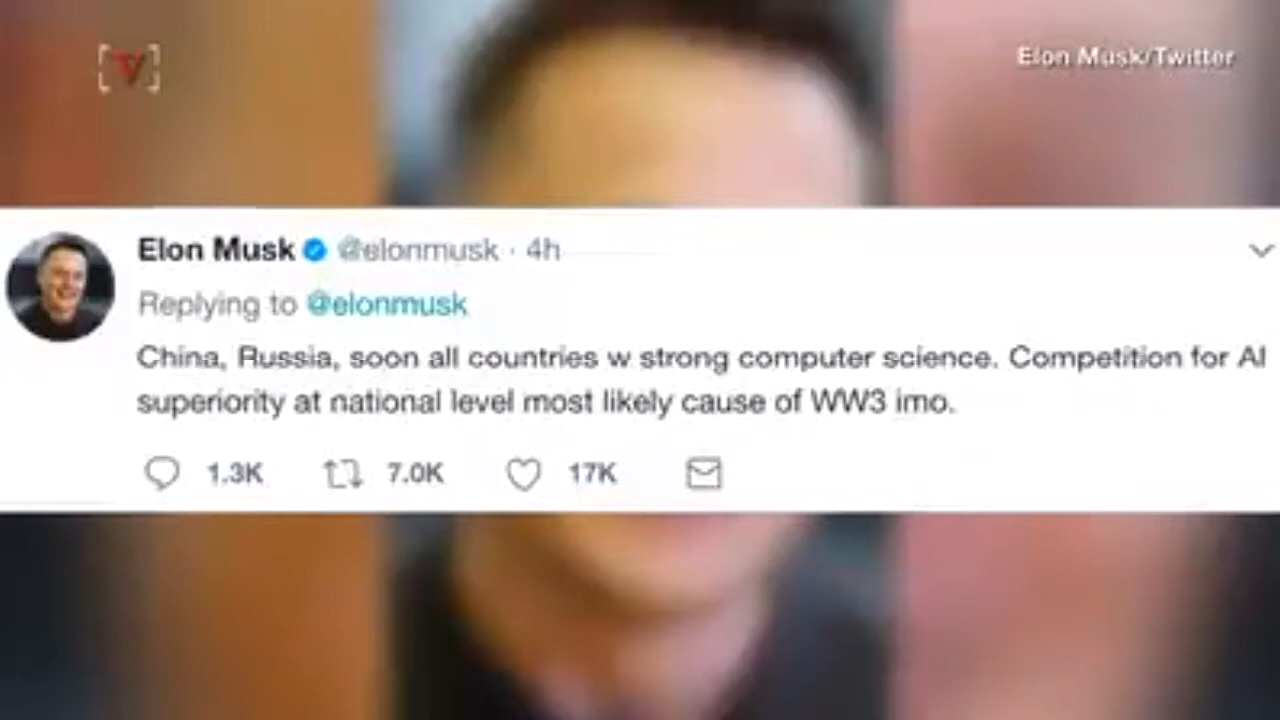 V
Elon Musk/Twitter
Elon Musk @elonmusk · 4h
Replying to @elonmusk
China, Russia, soon all countries w strong computer science. Competition for AI
superiority at national level most likely cause of WW3 imo.
1.3K 7.0K 17K